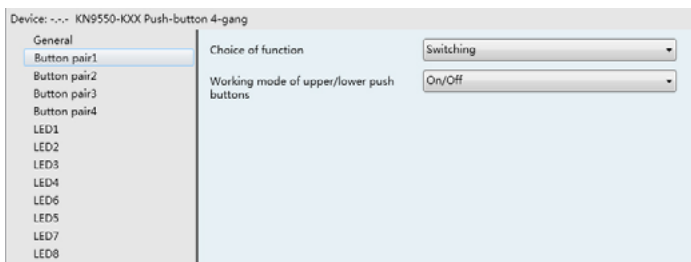 Device: -.-.- KN9550-KXX Push-button 4-gang
General
Button pair1
Button pair2
Button pair3
Button pair4
LED1
LED2
LED3
LED4
LED6
LED5
LED7
LED8
Choice of function
Switching
Working mode of upper/lower push
buttons
On/Off